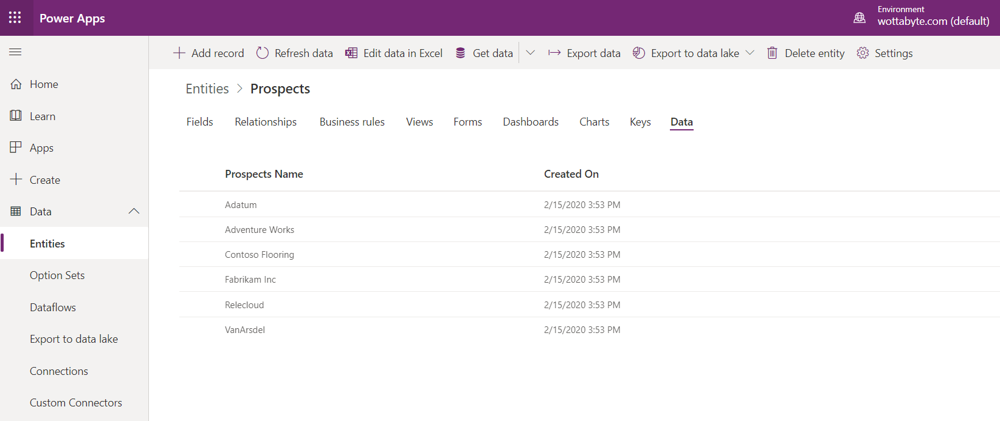 Power Apps
Environment
wottabyte.com (default)
Add record Refresh data Edit data in Excel Get data Export data Export to data lake Delete entity Settings
Home
Learn
Apps
Create
Data
Entities
Option Sets
Dataflows
Export to data lake
Connections
Custom Connectors
Entities > Prospects
Fields Relationships Business rules Views Forms Dashboards Charts Keys Data
Prospects Name Created On
Adatum 2/15/2020 3:53 PM
Adventure Works 2/15/2020 3:53 PM
Contoso Flooring 2/15/2020 3:53 PM
Fabrikam Inc 2/15/2020 3:53 PM
Relecloud 2/15/2020 3:53 PM
VanArsdel 2/15/2020 3:53 PM